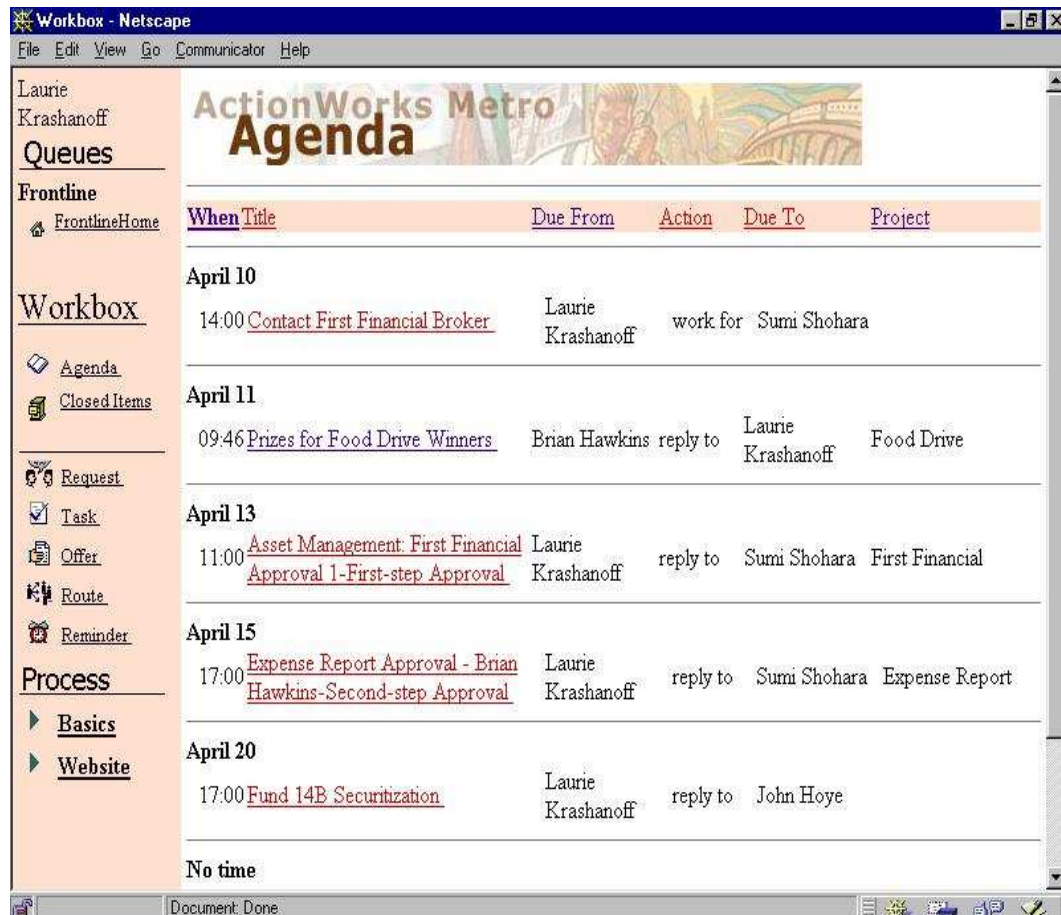 Workbox - Netscape
File Edit View Go Communicator Help
Laurie
Krashanoff
Queues
Frontline
FrontlineHome
Workbox
Agenda
Closed Items
Request
Task
Offer
Route
Reminder
Process
Basics
Website
ActionWorks Metro
Agenda
When Title Due From Action Due To Project
April 10
14:00 Contact First Financial Broker Laurie Krashanoff work for Sumi Shohara
April 11
09:46 Prizes for Food Drive Winners Brian Hawkins reply to Laurie Krashanoff Food Drive
April 13
11:00 Asset Management: First Financial Approval 1-First-step Approval Laurie Krashanoff reply to Sumi Shohara First Financial
April 15
17:00 Expense Report Approval - Brian Hawkins-Second-step Approval Laurie Krashanoff reply to Sumi Shohara Expense Report
April 20
17:00 Fund 14B Securitization Laurie Krashanoff reply to John Hoye
No time
Document: Done